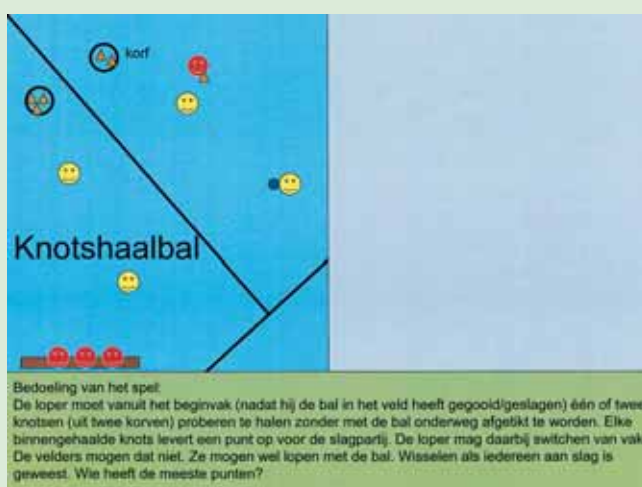 korf
Knotshaalbal
Bedoeling van het spel:
De loper moet vanuit het beginvak (nadat hij de bal in het veld heeft gegooid/geslagen) één of twee
knotsen (uit twee korven) proberen te halen zonder met de bal onderweg afgetikt te worden. Elke
binnengehaalde knots levert een punt op voor de slagpartij. De loper mag daarbij switchen van vak
De velders mogen dat niet. Ze mogen wel lopen met de bal. Wisselen als iedereen aan slag is
geweest. Wie heeft de meeste punten?